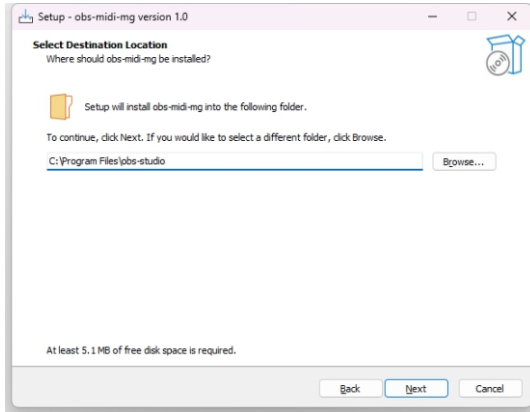 Setup - obs-midi-mg version 1.0
Select Destination Location
Where should obs-midi-mg be installed?
Setup will install obs-midi-mg into the following folder.
To continue, click Next. If you would like to select a different folder, click Browse.
C:\Program Files\obs-studio
Browse...
At least 5.1 MB of free disk space is required.
Back
Next
Cancel